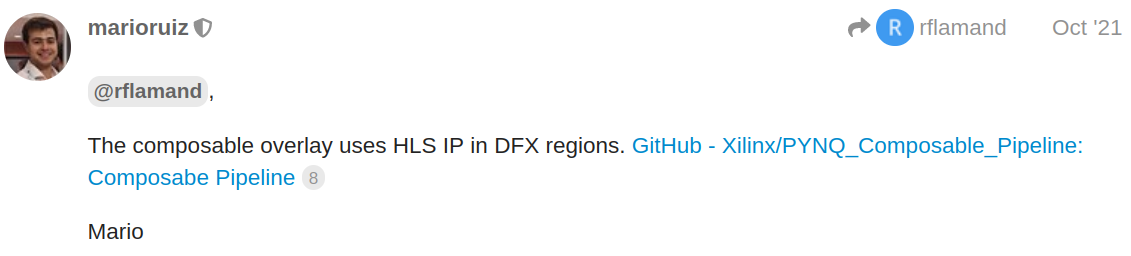 marioruiz R rflamand Oct '21
@rflamand,
The composable overlay uses HLS IP in DFX regions. GitHub - Xilinx/PYNQ_Composable_Pipeline:
Composabe Pipeline 8
Mario